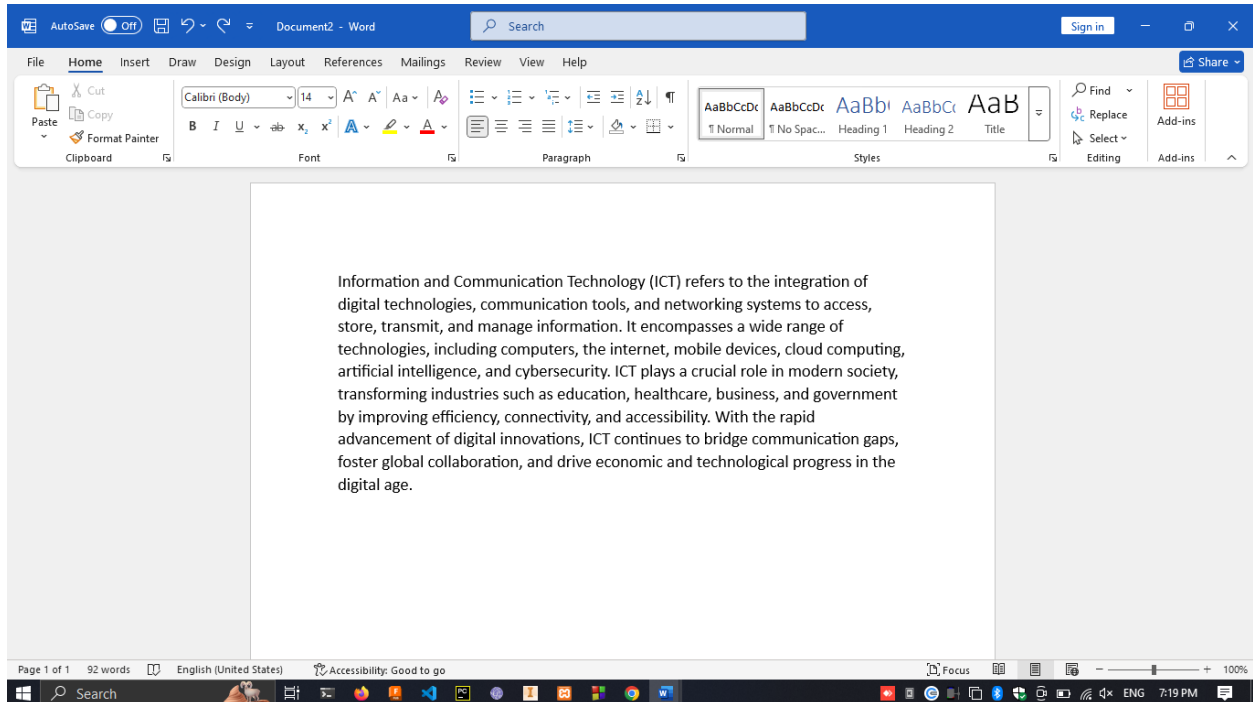 AutoSave Off Document2 - Word Search Sign in
File Home Insert Draw Design Layout References Mailings Review View Help Share
Paste Cut Copy Format Painter Clipboard
Calibri (Body) 14 Aa A
B I U ab x₂ x² A A Font
Paragraph
AaBbCcDc AaBbCcDc AaBb( AaBbCc AaB
¶ Normal ¶ No Spac... Heading 1 Heading 2 Title
Styles
Find
Replace
Select
Editing
Add-ins
Add-ins
Information and Communication Technology (ICT) refers to the integration of
digital technologies, communication tools, and networking systems to access,
store, transmit, and manage information. It encompasses a wide range of
technologies, including computers, the internet, mobile devices, cloud computing,
artificial intelligence, and cybersecurity. ICT plays a crucial role in modern society,
transforming industries such as education, healthcare, business, and government
by improving efficiency, connectivity, and accessibility. With the rapid
advancement of digital innovations, ICT continues to bridge communication gaps,
foster global collaboration, and drive economic and technological progress in the
digital age.
Page 1 of 1 92 words English (United States) Accessibility: Good to go Focus 100%
Search ENG 7:19 PM